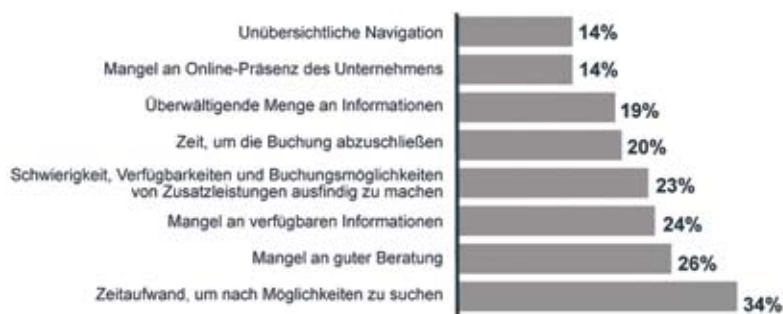 Unübersichtliche Navigation 14%
Mangel an Online-Präsenz des Unternehmens 14%
Überwältigende Menge an Informationen 19%
Zeit, um die Buchung abzuschließen 20%
Schwierigkeit, Verfügbarkeiten und Buchungsmöglichkeiten
von Zusatzleistungen ausfindig zu machen 23%
Mangel an verfügbaren Informationen 24%
Mangel an guter Beratung 26%
Zeitaufwand, um nach Möglichkeiten zu suchen 34%